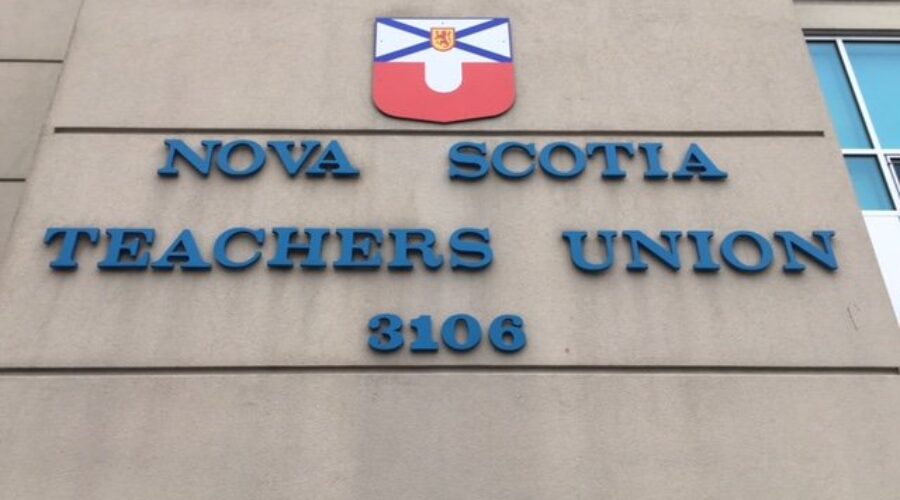 NOVA SCOTIA
TEACHERS UNION
3106